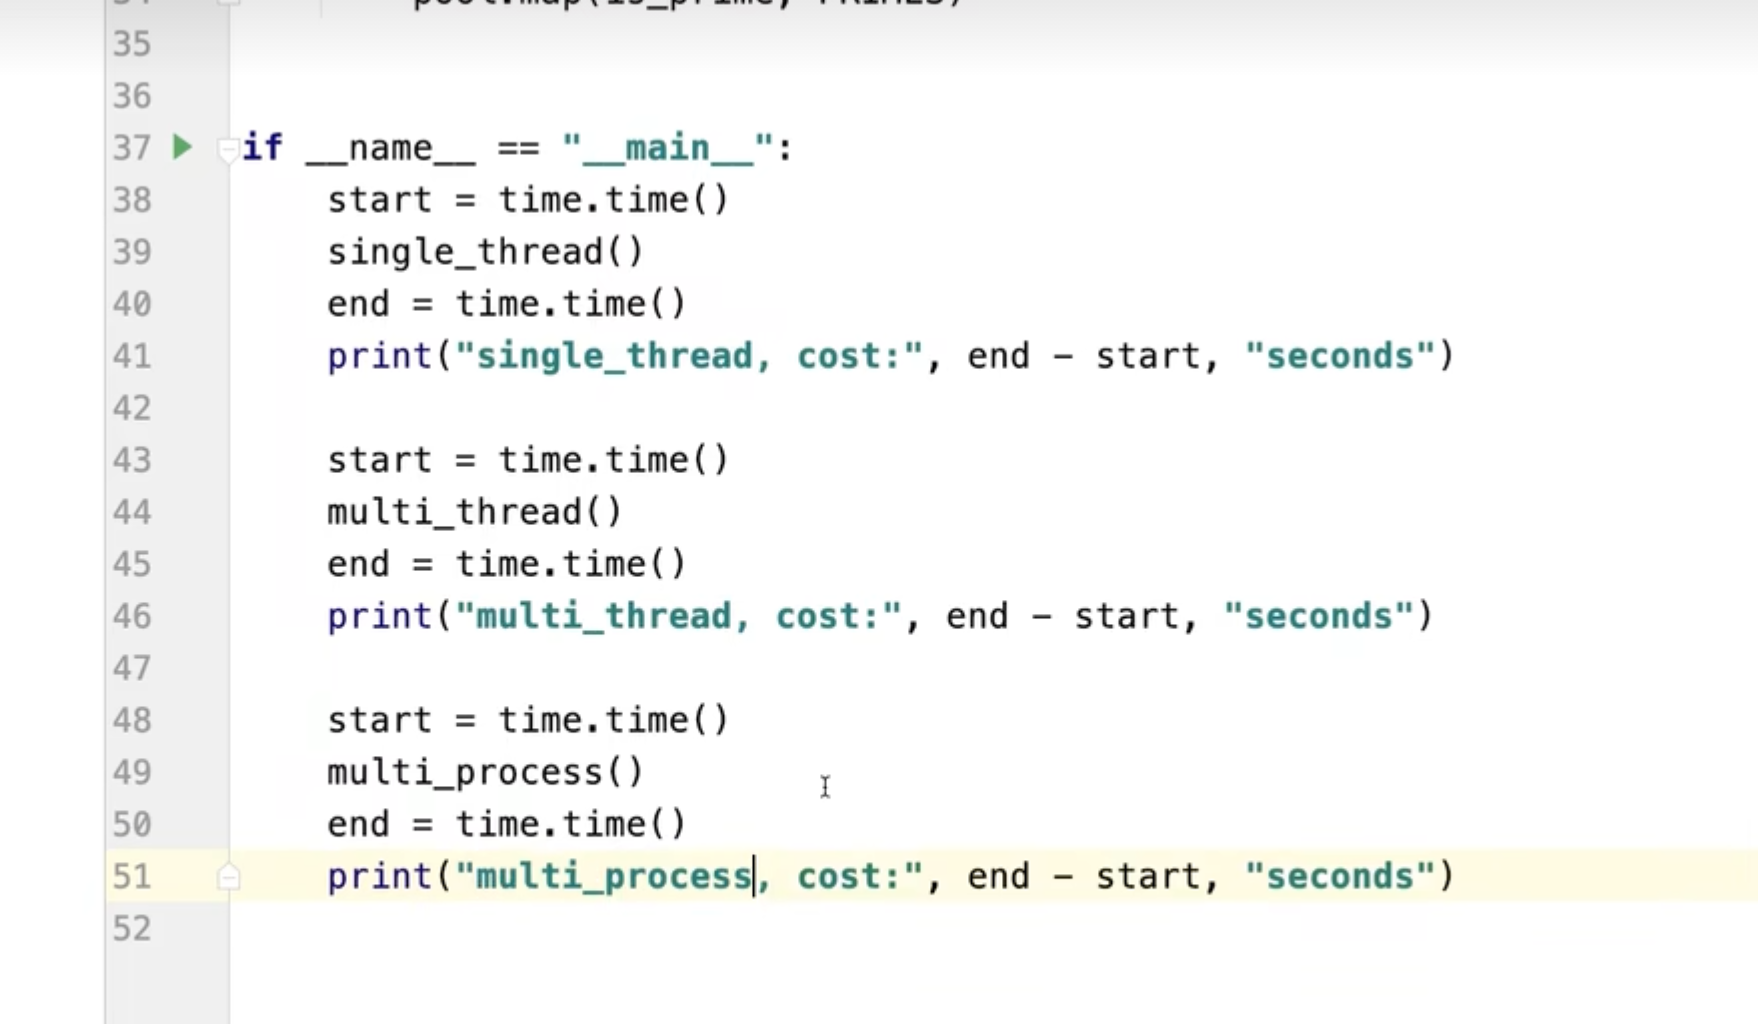 35
36
37 if __name__ == "__main__":
38 start = time.time()
39 single_thread()
40 end = time.time()
41 print("single_thread, cost:", end - start, "seconds")
42
43 start = time.time()
44 multi_thread()
45 end = time.time()
46 print("multi_thread, cost:", end - start, "seconds")
47
48 start = time.time()
49 multi_process()
50 end = time.time()
51 print("multi_process, cost:", end - start, "seconds")
52